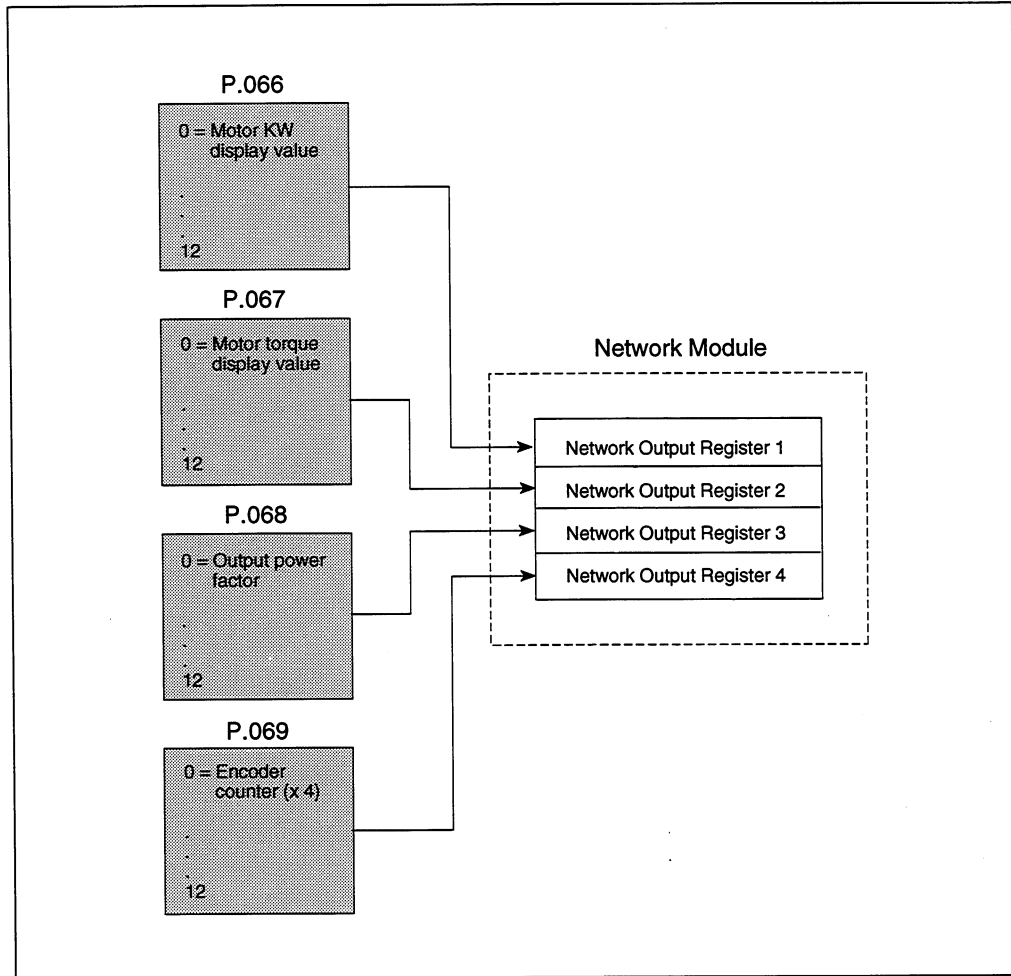 P.066
0 = Motor KW
display value
.
.
.
12
P.067
0 = Motor torque
display value
.
.
.
12
P.068
0 = Output power
factor
.
.
.
12
P.069
0 = Encoder
counter (x 4)
.
.
.
12
Network Module
Network Output Register 1
Network Output Register 2
Network Output Register 3
Network Output Register 4